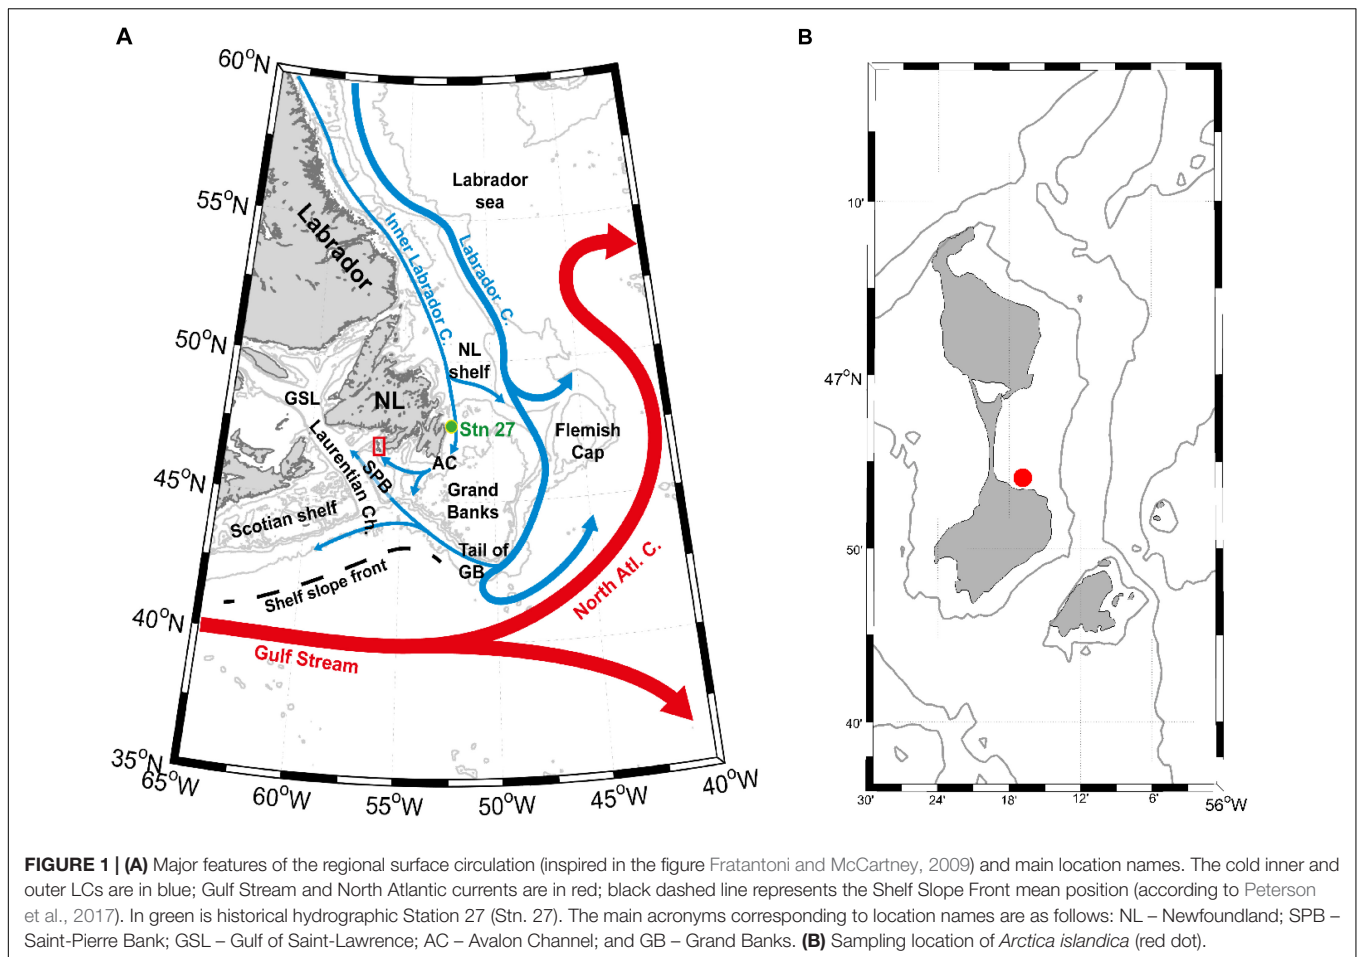 A
60°N
55°N
50°N
45°N
40°N
35°N
65°W
60°W
55°W
50°W
45°W
40°W
Labrador
sea
Labrador
Inner Labrador C.
Labrador C.
NL
shelf
GSL
NL
Stn 27
Flemish
Cap
AC
SPB
Laurentian Ch.
Grand
Banks
Scotian shelf
Tail of
GB
Shelf slope front
North Atl. C.
Gulf Stream
B
10'
47°N
50'
40'
30'
24'
18'
12'
6'
56°W
FIGURE 1 | (A) Major features of the regional surface circulation (inspired in the figure Fratantoni and McCartney, 2009) and main location names. The cold inner and
outer LCs are in blue; Gulf Stream and North Atlantic currents are in red; black dashed line represents the Shelf Slope Front mean position (according to Peterson
et al., 2017). In green is historical hydrographic Station 27 (Stn. 27). The main acronyms corresponding to location names are as follows: NL – Newfoundland; SPB –
Saint-Pierre Bank; GSL – Gulf of Saint-Lawrence; AC – Avalon Channel; and GB – Grand Banks. (B) Sampling location of Arctica islandica (red dot).